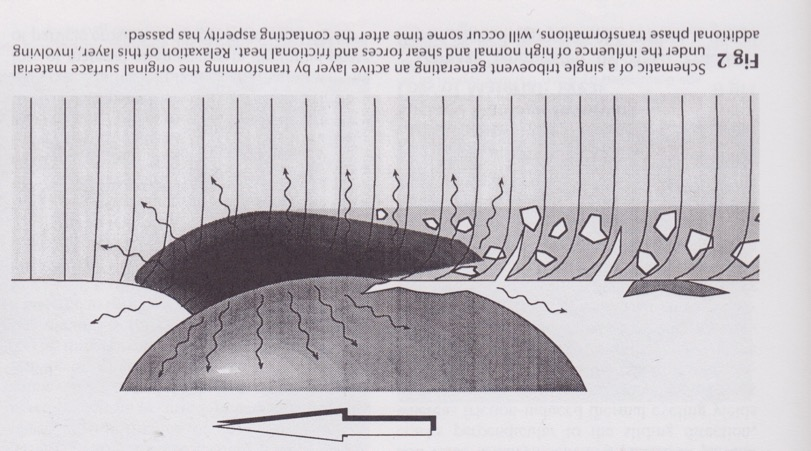 Fig 2 Schematic of a single triboevent generating an active layer by transforming the original surface material
under the influence of high normal and shear forces and frictional heat. Relaxation of this layer, involving
additional phase transformations, will occur some time after the contacting asperity has passed.